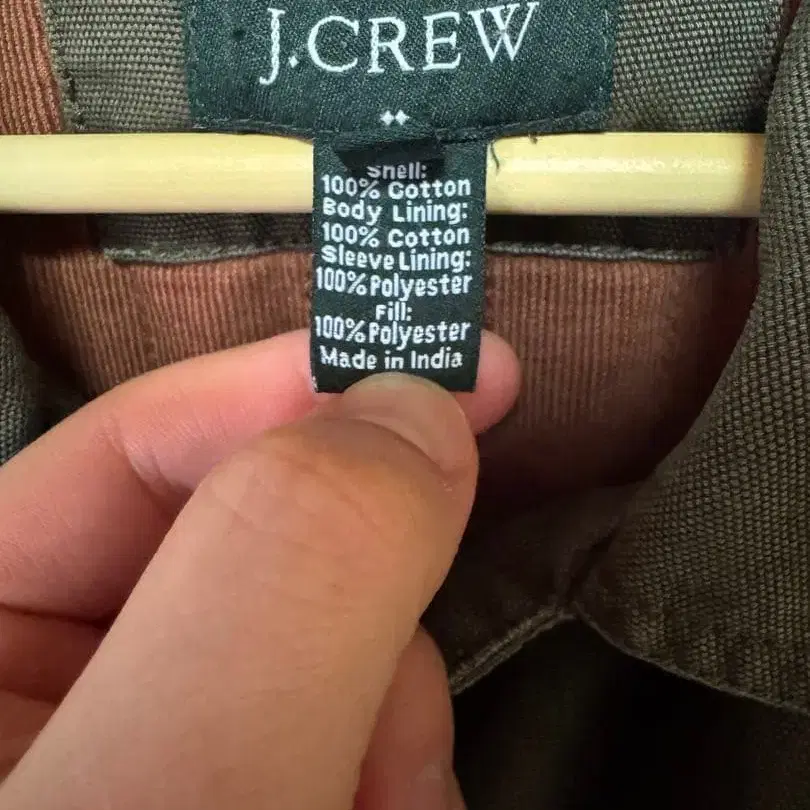 J.CREW
Shell:
100% Cotton
Body Lining:
100% Cotton
Sleeve Lining:
100% Polyester
Fill:
100% Polyester
Made in India